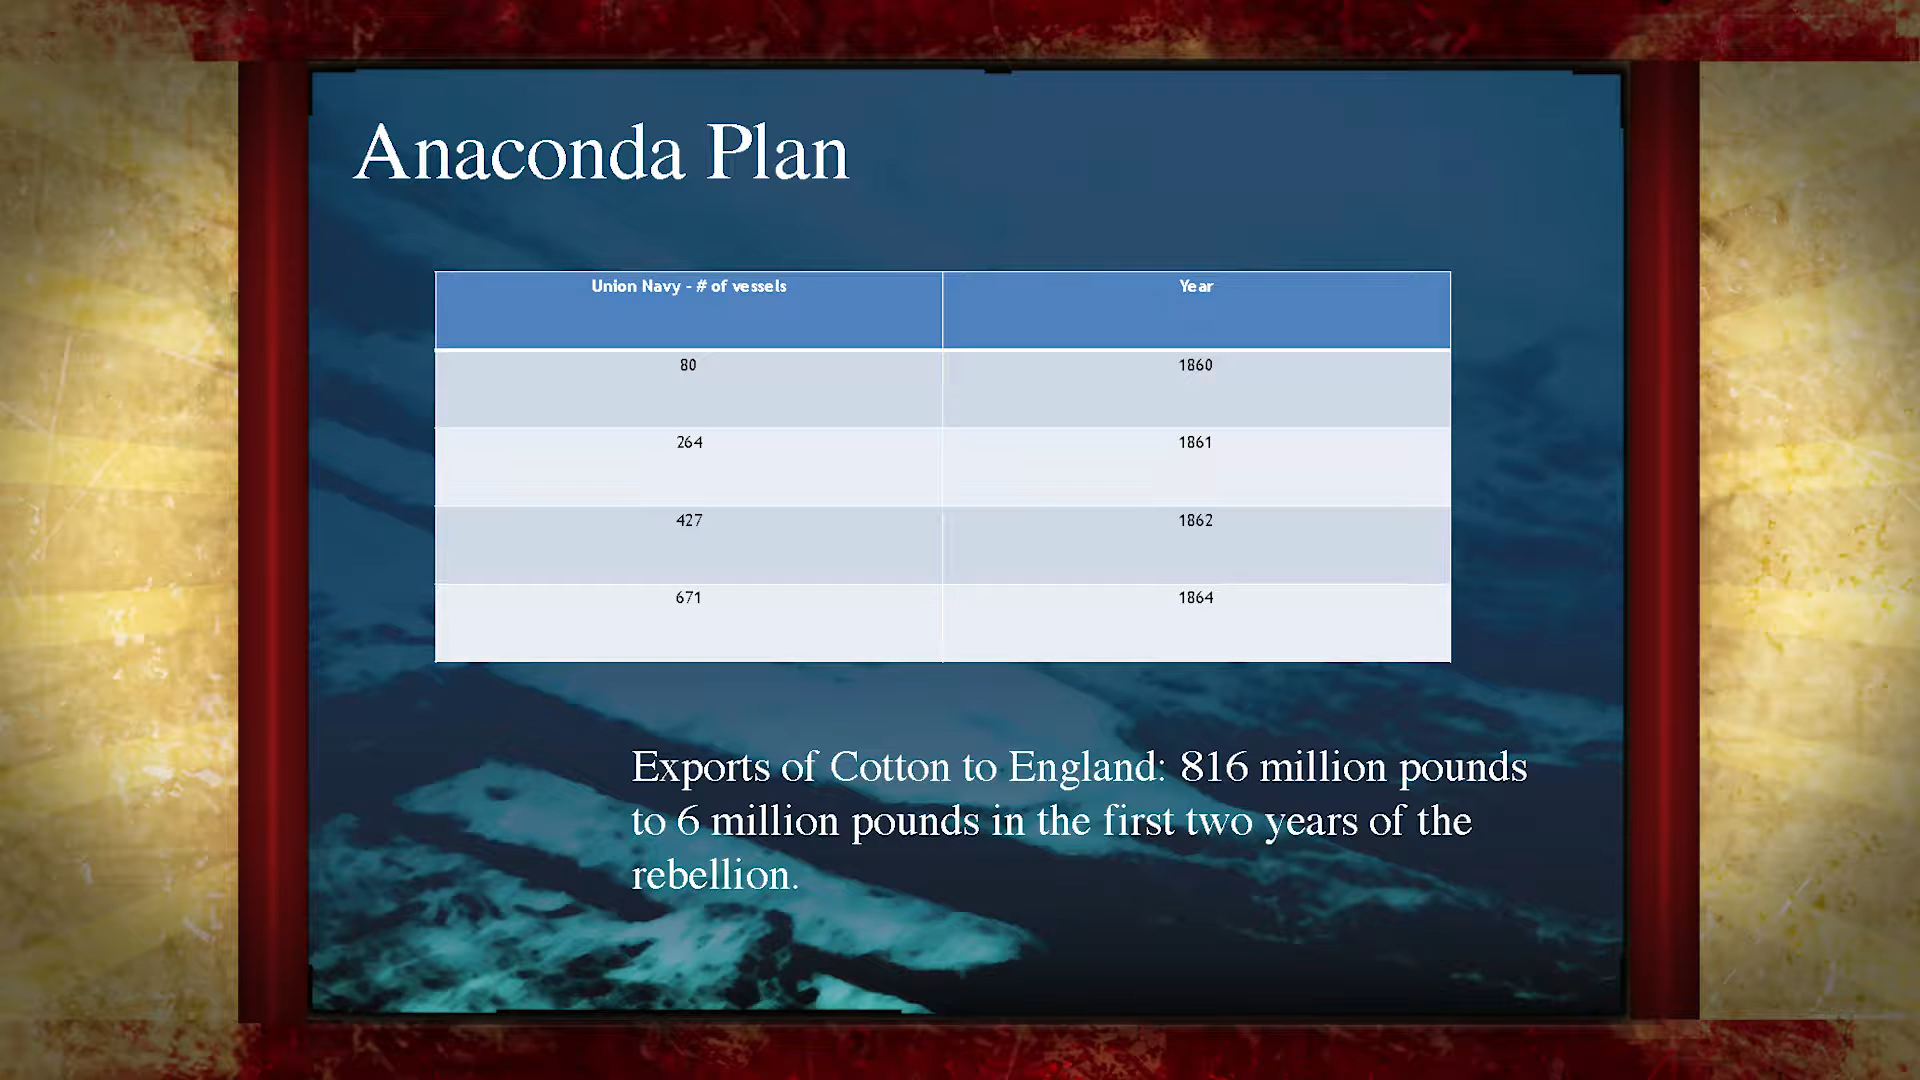 Anaconda Plan
Union Navy - # of vessels Year
80 1860
264 1861
427 1862
671 1864
Exports of Cotton to England: 816 million pounds
to 6 million pounds in the first two years of the
rebellion.